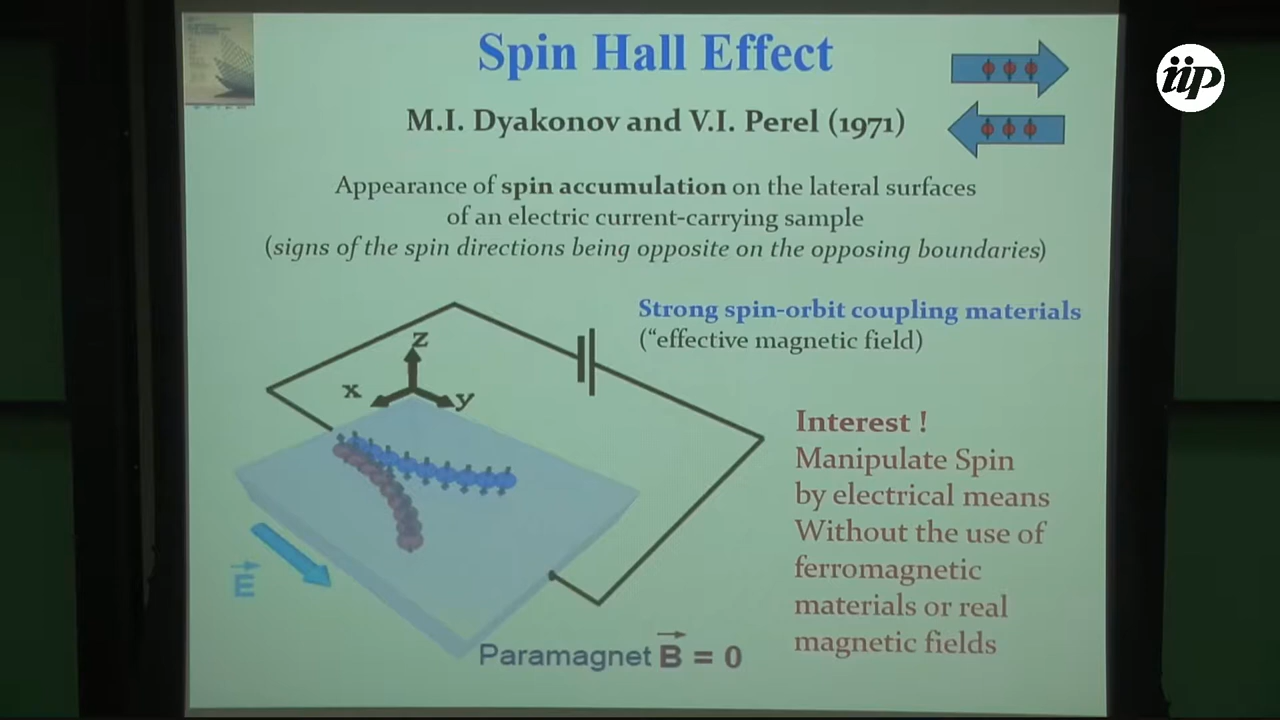 Spin Hall Effect
iip
M.I. Dyakonov and V.I. Perel (1971)
Appearance of spin accumulation on the lateral surfaces
of an electric current-carrying sample
(signs of the spin directions being opposite on the opposing boundaries)
Strong spin-orbit coupling materials
("effective magnetic field)
z
x
y
Interest !
Manipulate Spin
by electrical means
Without the use of
ferromagnetic
materials or real
magnetic fields
E
Paramagnet B = 0